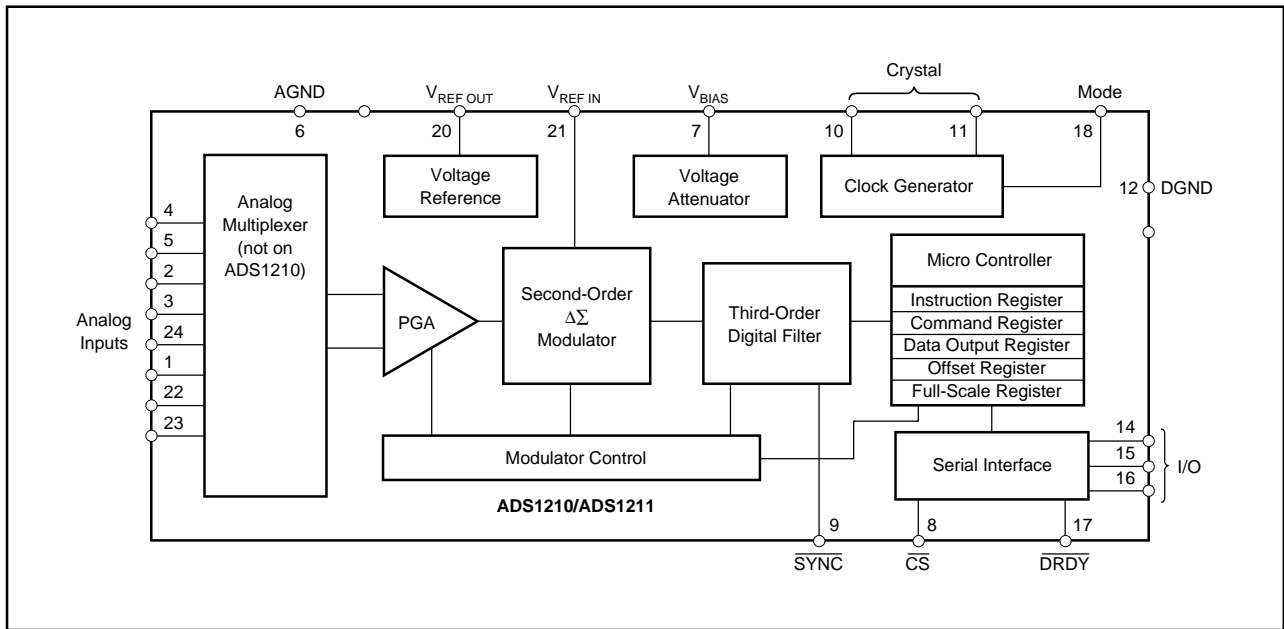 Crystal
AGND
V_REF OUT
V_REF IN
V_BIAS
Mode
6
20
21
7
10
11
18
Analog
Multiplexer
(not on
ADS1210)
Voltage
Reference
Voltage
Attenuator
Clock Generator
12
DGND
Analog
Inputs
4
5
2
3
24
1
22
23
PGA
Second-Order
ΔΣ
Modulator
Third-Order
Digital Filter
Micro Controller
Instruction Register
Command Register
Data Output Register
Offset Register
Full-Scale Register
Modulator Control
Serial Interface
14
15
16
I/O
ADS1210/ADS1211
9
8
17
SYNC
CS
DRDY